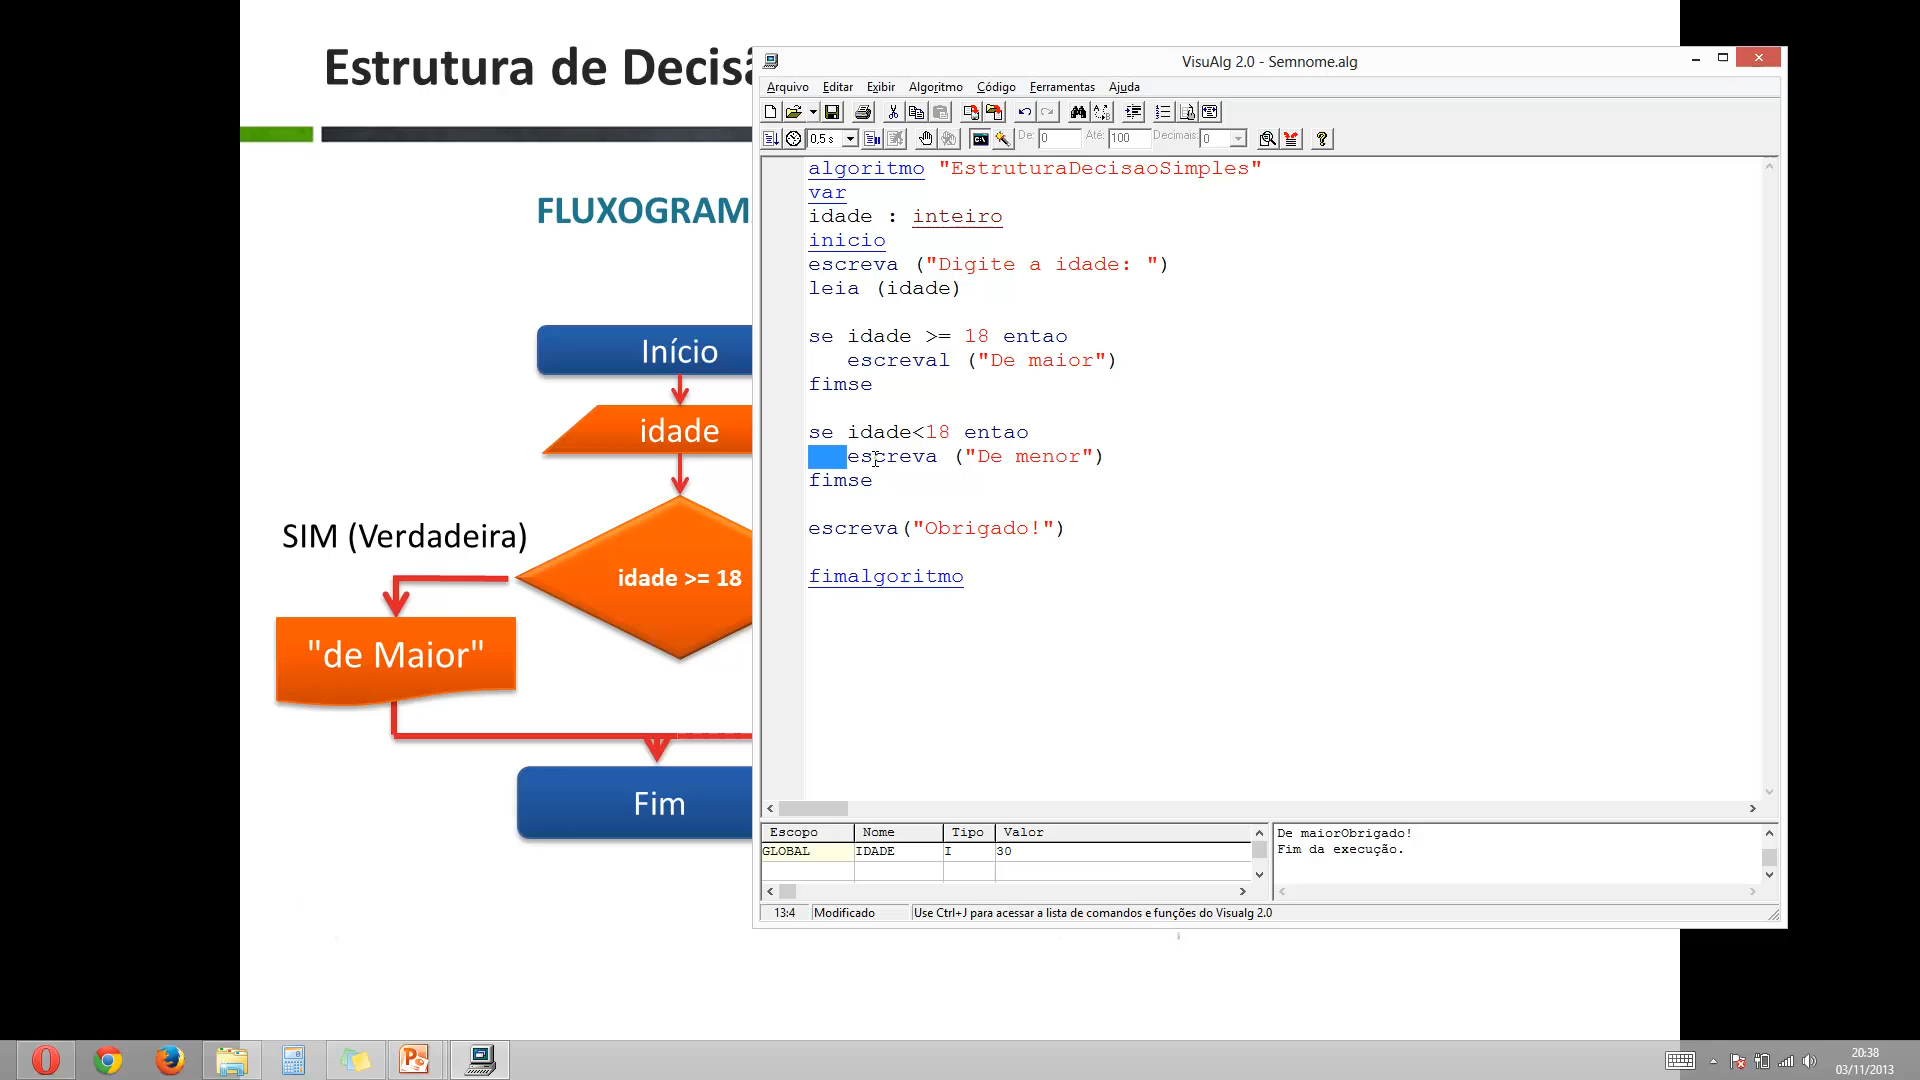 Estrutura de Decisã
FLUXOGRAM
Início
idade
SIM (Verdadeira)
idade >= 18
"de Maior"
Fim
VisuAlg 2.0 - Semnome.alg
Arquivo Editar Exibir Algoritmo Código Ferramentas Ajuda
0,5 s De: 0 Até: 100 Decimais: 0
algoritmo "EstruturaDecisaoSimples"
var
idade : inteiro
inicio
escreva ("Digite a idade: ")
leia (idade)
se idade >= 18 entao
escreval ("De maior")
fimse
se idade<18 entao
escreva ("De menor")
fimse
escreva("Obrigado!")
fimalgoritmo
Escopo Nome Tipo Valor
GLOBAL IDADE I 30
De maiorObrigado!
Fim da execução.
13:4 Modificado Use Ctrl+J para acessar a lista de comandos e funções do Visualg 2.0
20:38
03/11/2013